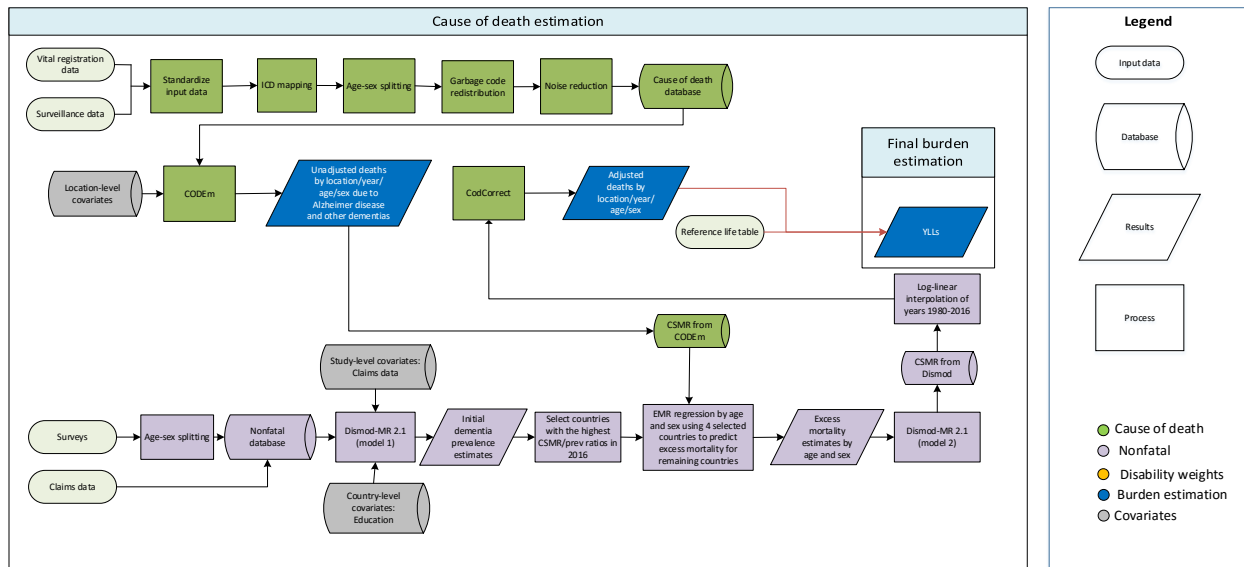 Cause of death estimation
Vital registration
data
Surveillance data
Standardize
input data
ICD mapping
Age-sex splitting
Garbage code
redistribution
Noise reduction
Cause of death
database
Location-level
covariates
CODEm
Unadjusted deaths
by location/year/
age/sex due to
Alzheimer disease
and other dementias
CodCorrect
Adjusted deaths by
location/year/
age/sex
Reference life table
Final burden
estimation
YLLs
Log-linear
interpolation of
years 1980-2016
CSMR from
CODEm
CSMR from
Dismod
Study-level covariates:
Claims data
Surveys
Age-sex splitting
Nonfatal
database
Dismod-MR 2.1
(model 1)
Initial
dementia
prevalence
estimates
Select countries
with the highest
CSMR/prev ratios in
2016
EMR regression by age
and sex using 4 selected
countries to predict
excess mortality for
remaining countries
Excess
mortality
estimates by
age and sex
Dismod-MR 2.1
(model 2)
Claims data
Country-level
covariates:
Education
Legend
Input data
Database
Results
Process
Cause of death
Nonfatal
Disability weights
Burden estimation
Covariates